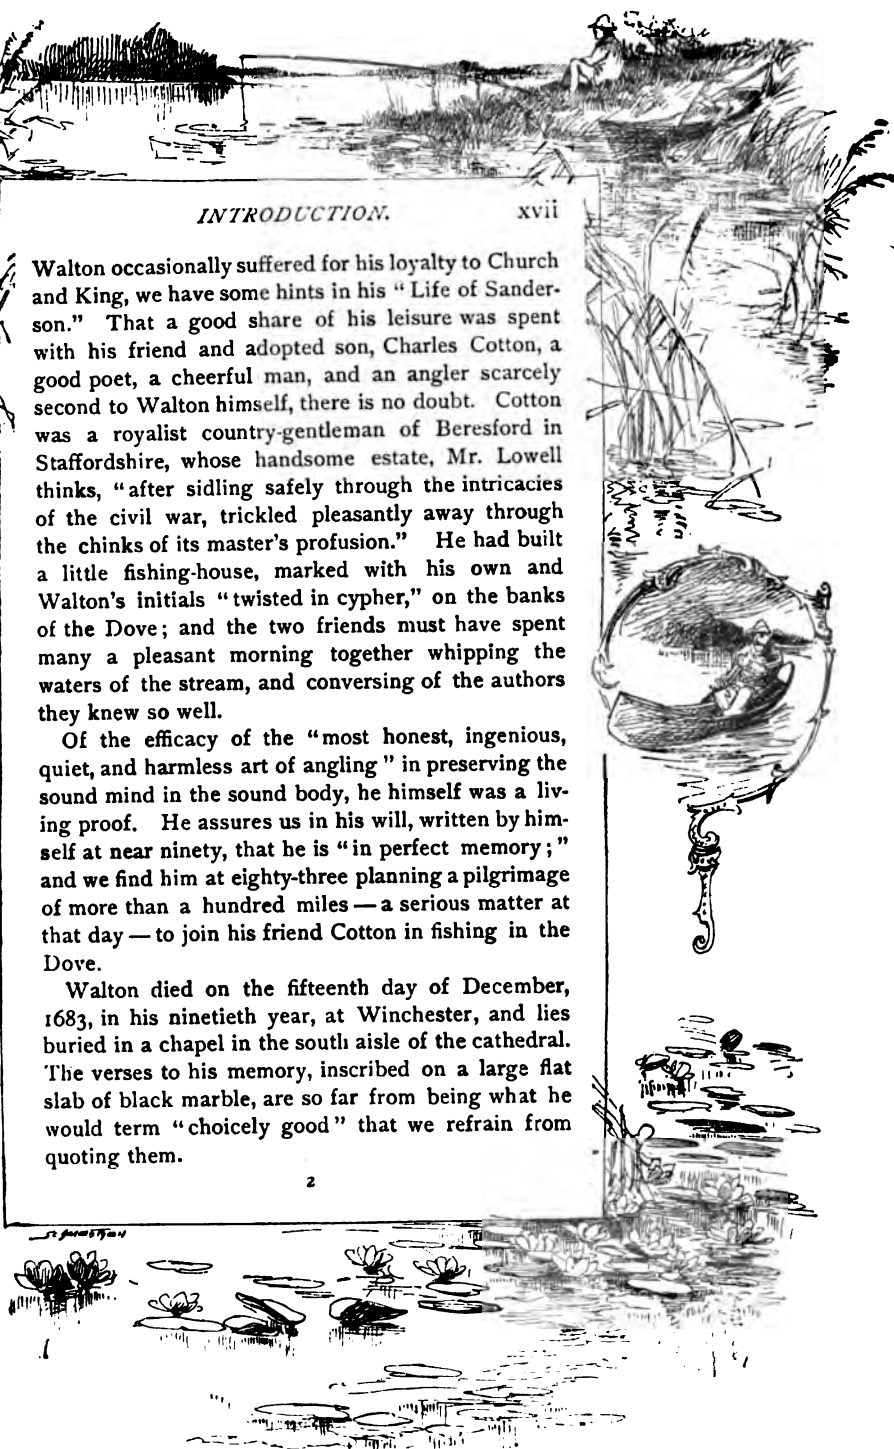 INTRODUCTION. xvii
Walton occasionally suffered for his loyalty to Church
and King, we have some hints in his “ Life of Sander-
son.” That a good share of his leisure was spent
with his friend and adopted son, Charles Cotton, a
good poet, a cheerful man, and an angler scarcely
second to Walton himself, there is no doubt. Cotton
was a royalist country-gentleman of Beresford in
Staffordshire, whose handsome estate, Mr. Lowell
thinks, “after sidling safely through the intricacies
of the civil war, trickled pleasantly away through
the chinks of its master’s profusion.” He had built
a little fishing-house, marked with his own and
Walton’s initials “twisted in cypher,” on the banks
of the Dove; and the two friends must have spent
many a pleasant morning together whipping the
waters of the stream, and conversing of the authors
they knew so well.
Of the efficacy of the “most honest, ingenious,
quiet, and harmless art of angling ” in preserving the
sound mind in the sound body, he himself was a liv-
ing proof. He assures us in his will, written by him-
self at near ninety, that he is “in perfect memory;”
and we find him at eighty-three planning a pilgrimage
of more than a hundred miles — a serious matter at
that day — to join his friend Cotton in fishing in the
Dove.
Walton died on the fifteenth day of December,
1683, in his ninetieth year, at Winchester, and lies
buried in a chapel in the south aisle of the cathedral.
The verses to his memory, inscribed on a large flat
slab of black marble, are so far from being what he
would term “choicely good” that we refrain from
quoting them.
2